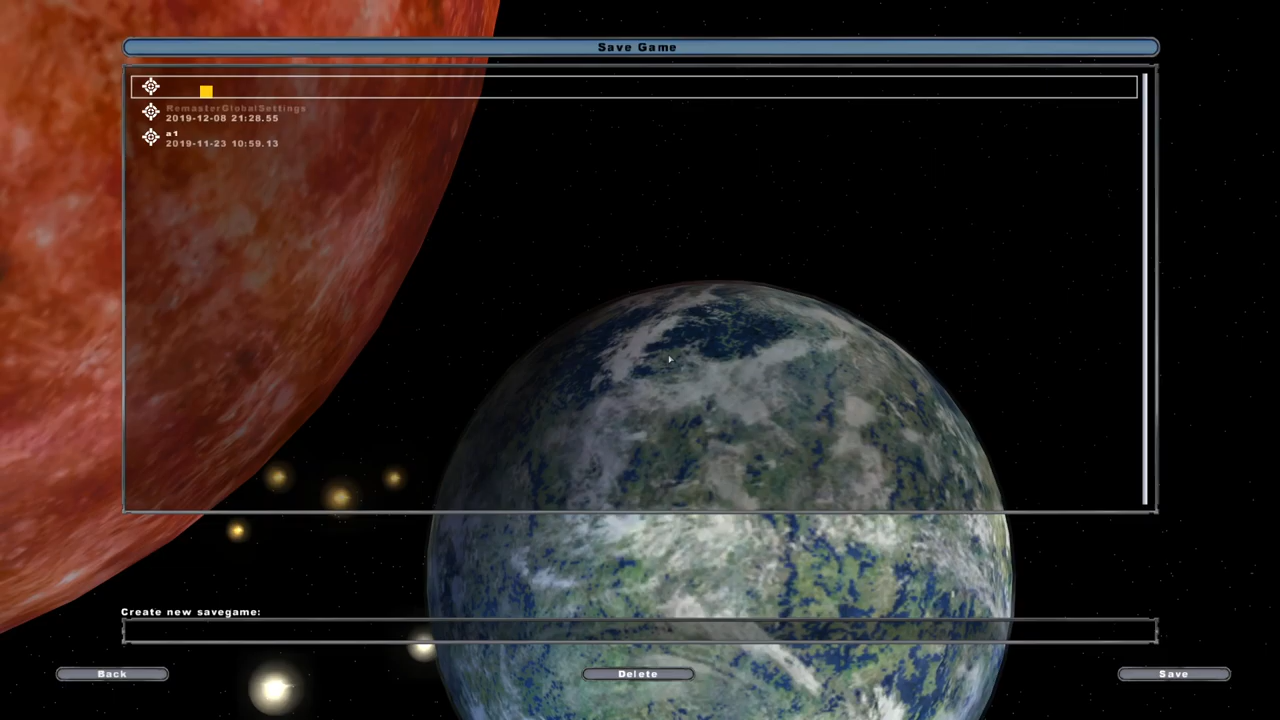 Save Game
RemasterGlobalSettings
2019-12-08 21:28.55
a1
2019-11-23 10:59.13
Create new savegame:
Back
Delete
Save